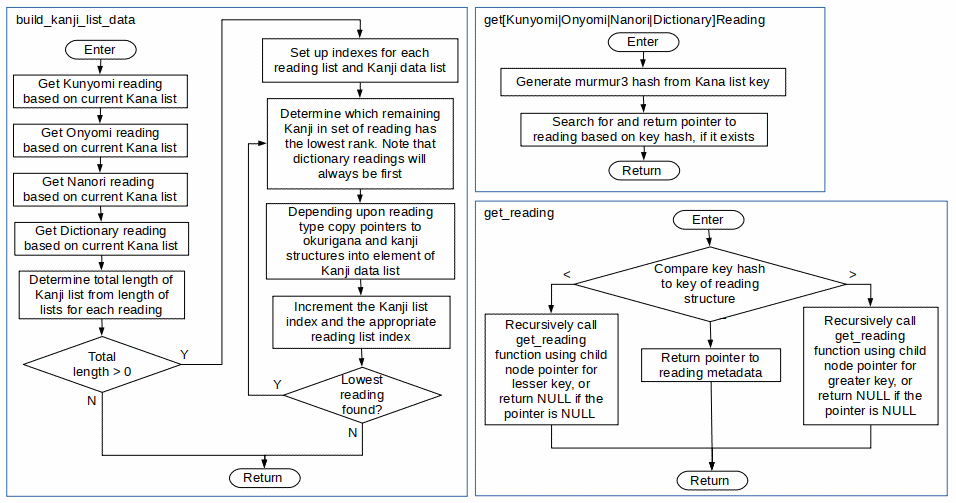 build_kanji_list_data
Enter
Get Kunyomi reading
based on current Kana list
Get Onyomi reading
based on current Kana list
Get Nanori reading
based on current Kana list
Get Dictionary reading
based on current Kana list
Determine total length of
Kanji list from length of
lists for each reading
Total
length > 0
Y
N
Set up indexes for each
reading list and Kanji data list
Determine which remaining
Kanji in set of reading has
the lowest rank. Note that
dictionary readings will
always be first
Depending upon reading
type copy pointers to
okurigana and kanji
structures into element of
Kanji data list
Increment the Kanji list
index and the appropriate
reading list index
Lowest
reading
found?
Y
N
Return
get[Kunyomi|Onyomi|Nanori|Dictionary]Reading
Enter
Generate murmur3 hash from Kana list key
Search for and return pointer to
reading based on key hash, if it exists
Return
get_reading
Enter
Compare key hash
to key of reading
structure
<
>
Recursively call
get_reading
function using child
node pointer for
lesser key, or
return NULL if the
pointer is NULL
Return pointer to
reading metadata
Recursively call
get_reading
function using child
node pointer for
greater key, or
return NULL if the
pointer is NULL
Return